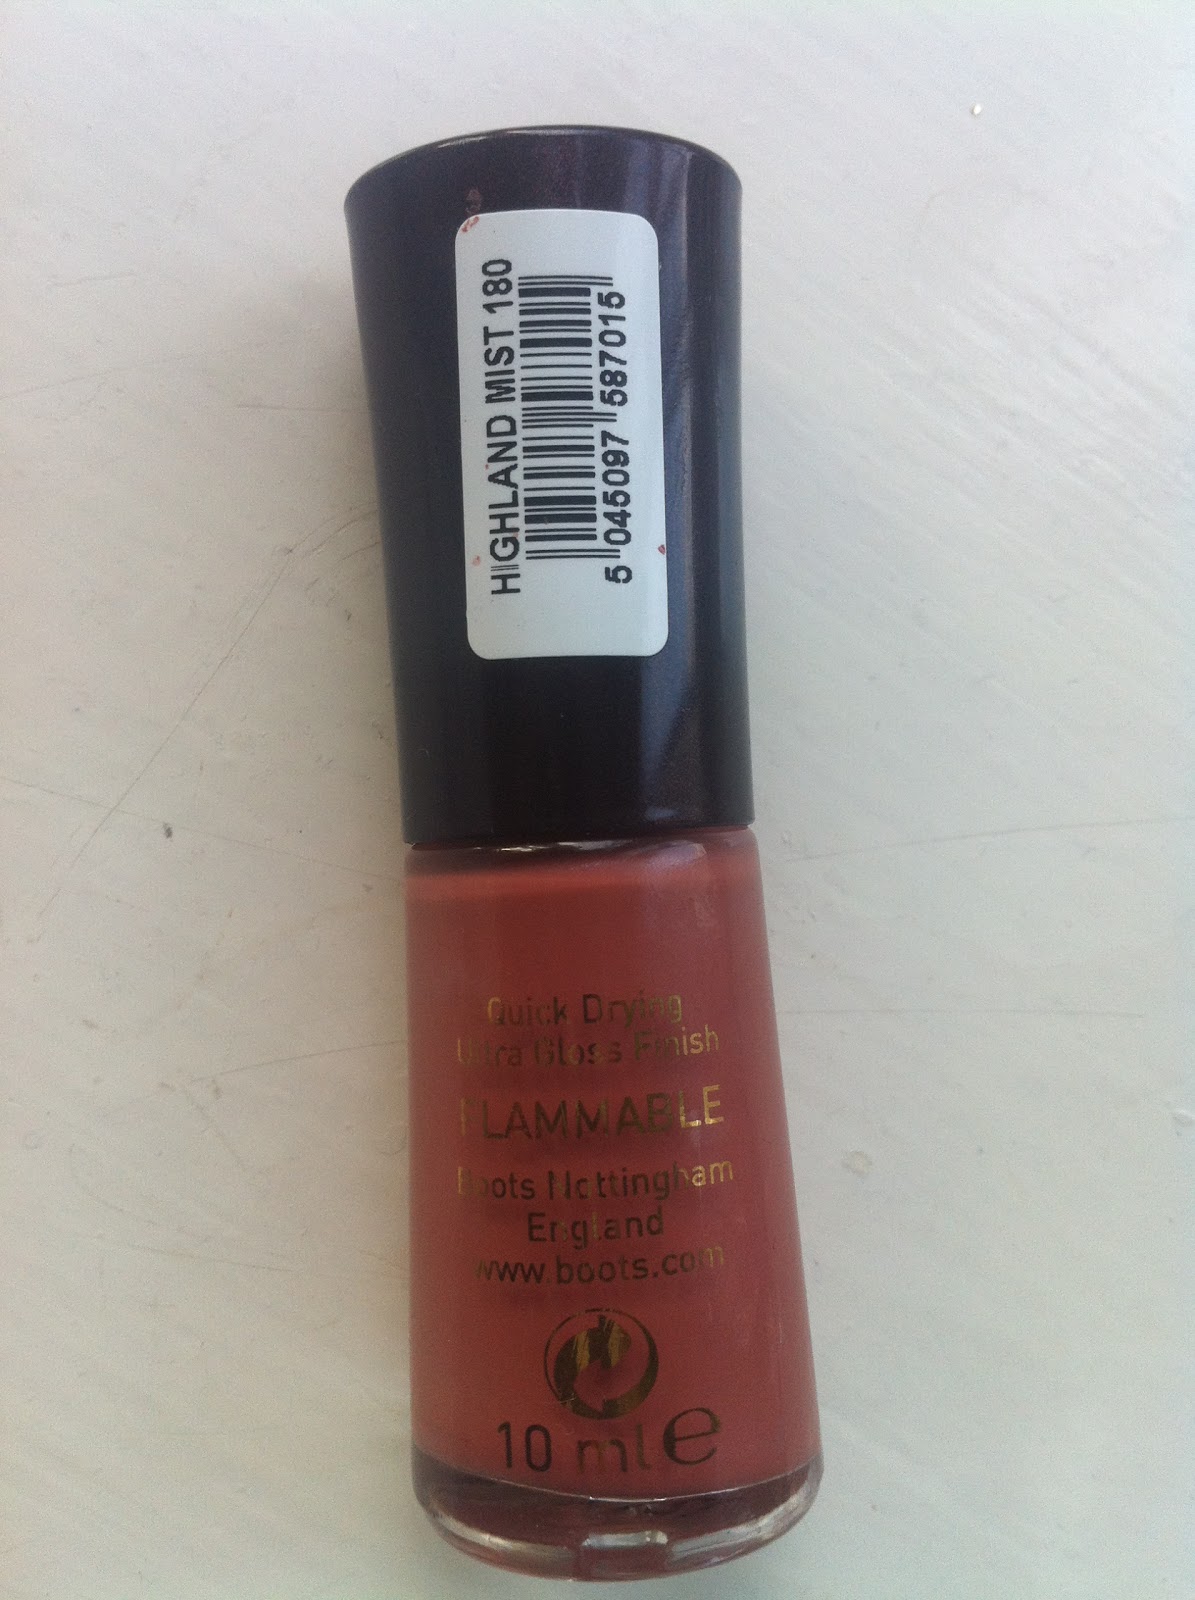 HIGHLAND MIST 180
5 045097 587015
Quick Drying
Ultra Gloss Finish
FLAMMABLE
Boots Nottingham
England
www.boots.com
10 ml e